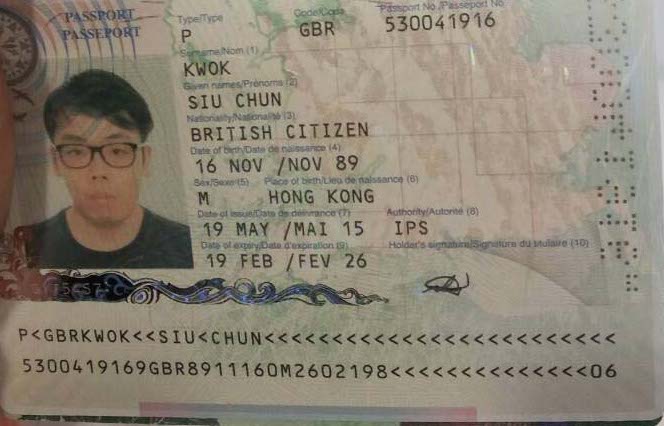 PASSPORT
PASSEPORT
Type/Type Code/Code Passport No./Passeport No.
P GBR 530041916
Surname/Nom (1)
KWOK
Given names/Prénoms (2)
SIU CHUN
Nationality/Nationalité (3)
BRITISH CITIZEN
Date of birth/Date de naissance (4)
16 NOV /NOV 89
Sex/Sexe (5) Place of birth/Lieu de naissance (6)
M HONG KONG
Date of issue/Date de délivrance (7) Authority/Autorité (8)
19 MAY /MAI 15 IPS
Date of expiry/Date d'expiration (9) Holder's signature/Signature du titulaire (10)
19 FEB /FEV 26
P<GBRKWOK<<SIU<CHUN<<<<<<<<<<<<<<<<<<<<<<<<<
5300419169GBR8911160M2602198<<<<<<<<<<<<<<06